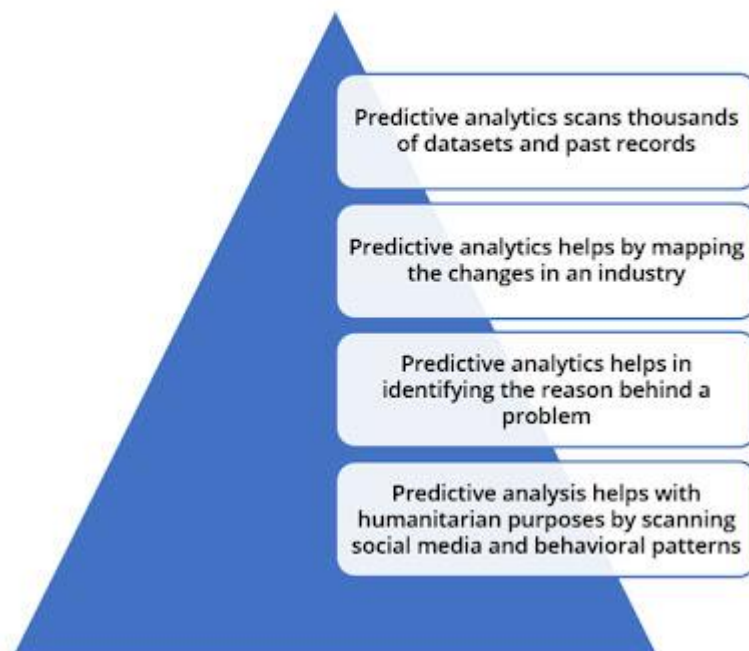 Predictive analytics scans thousands
of datasets and past records
Predictive analytics helps by mapping
the changes in an industry
Predictive analytics helps in
identifying the reason behind a
problem
Predictive analysis helps with
humanitarian purposes by scanning
social media and behavioral patterns